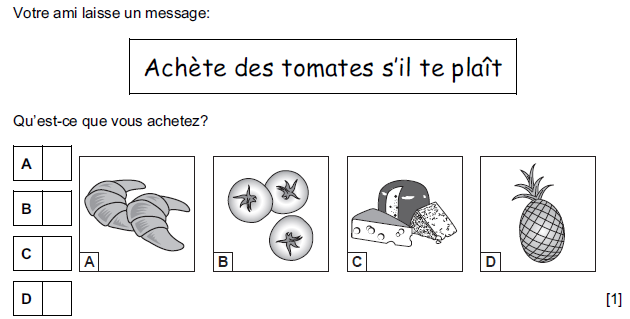 Votre ami laisse un message:
Achète des tomates s'il te plaît
Qu'est-ce que vous achetez?
A
B
C
D
A
B
C
D
[1]